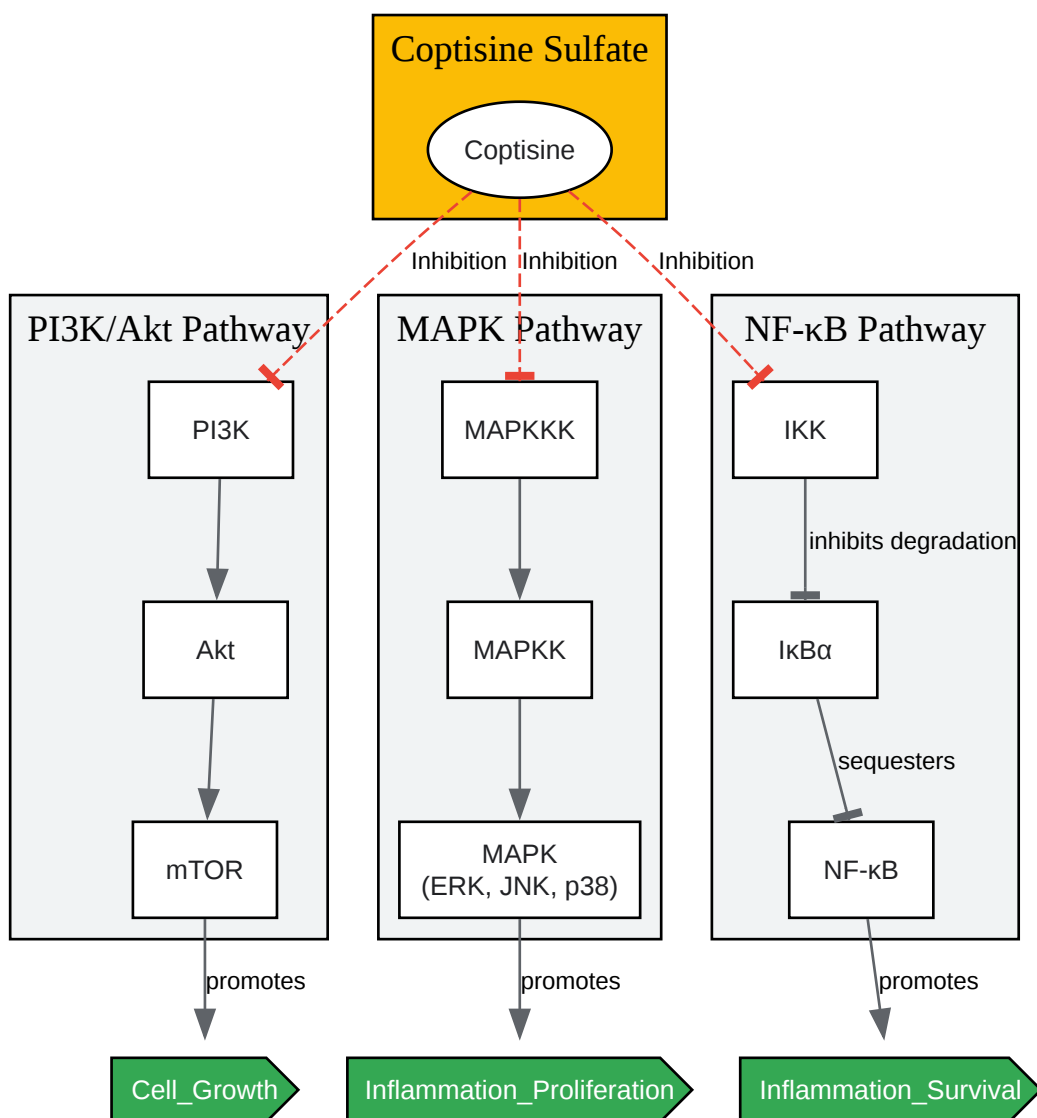 Coptisine Sulfate
Coptisine
Inhibition
Inhibition
Inhibition
PI3K/Akt Pathway
MAPK Pathway
NF-κB Pathway
PI3K
MAPKKK
IKK
inhibits degradation
Akt
MAPKK
IκBα
sequesters
mTOR
MAPK
(ERK, JNK, p38)
NF-κB
promotes
promotes
promotes
Cell_Growth
Inflammation_Proliferation
Inflammation_Survival